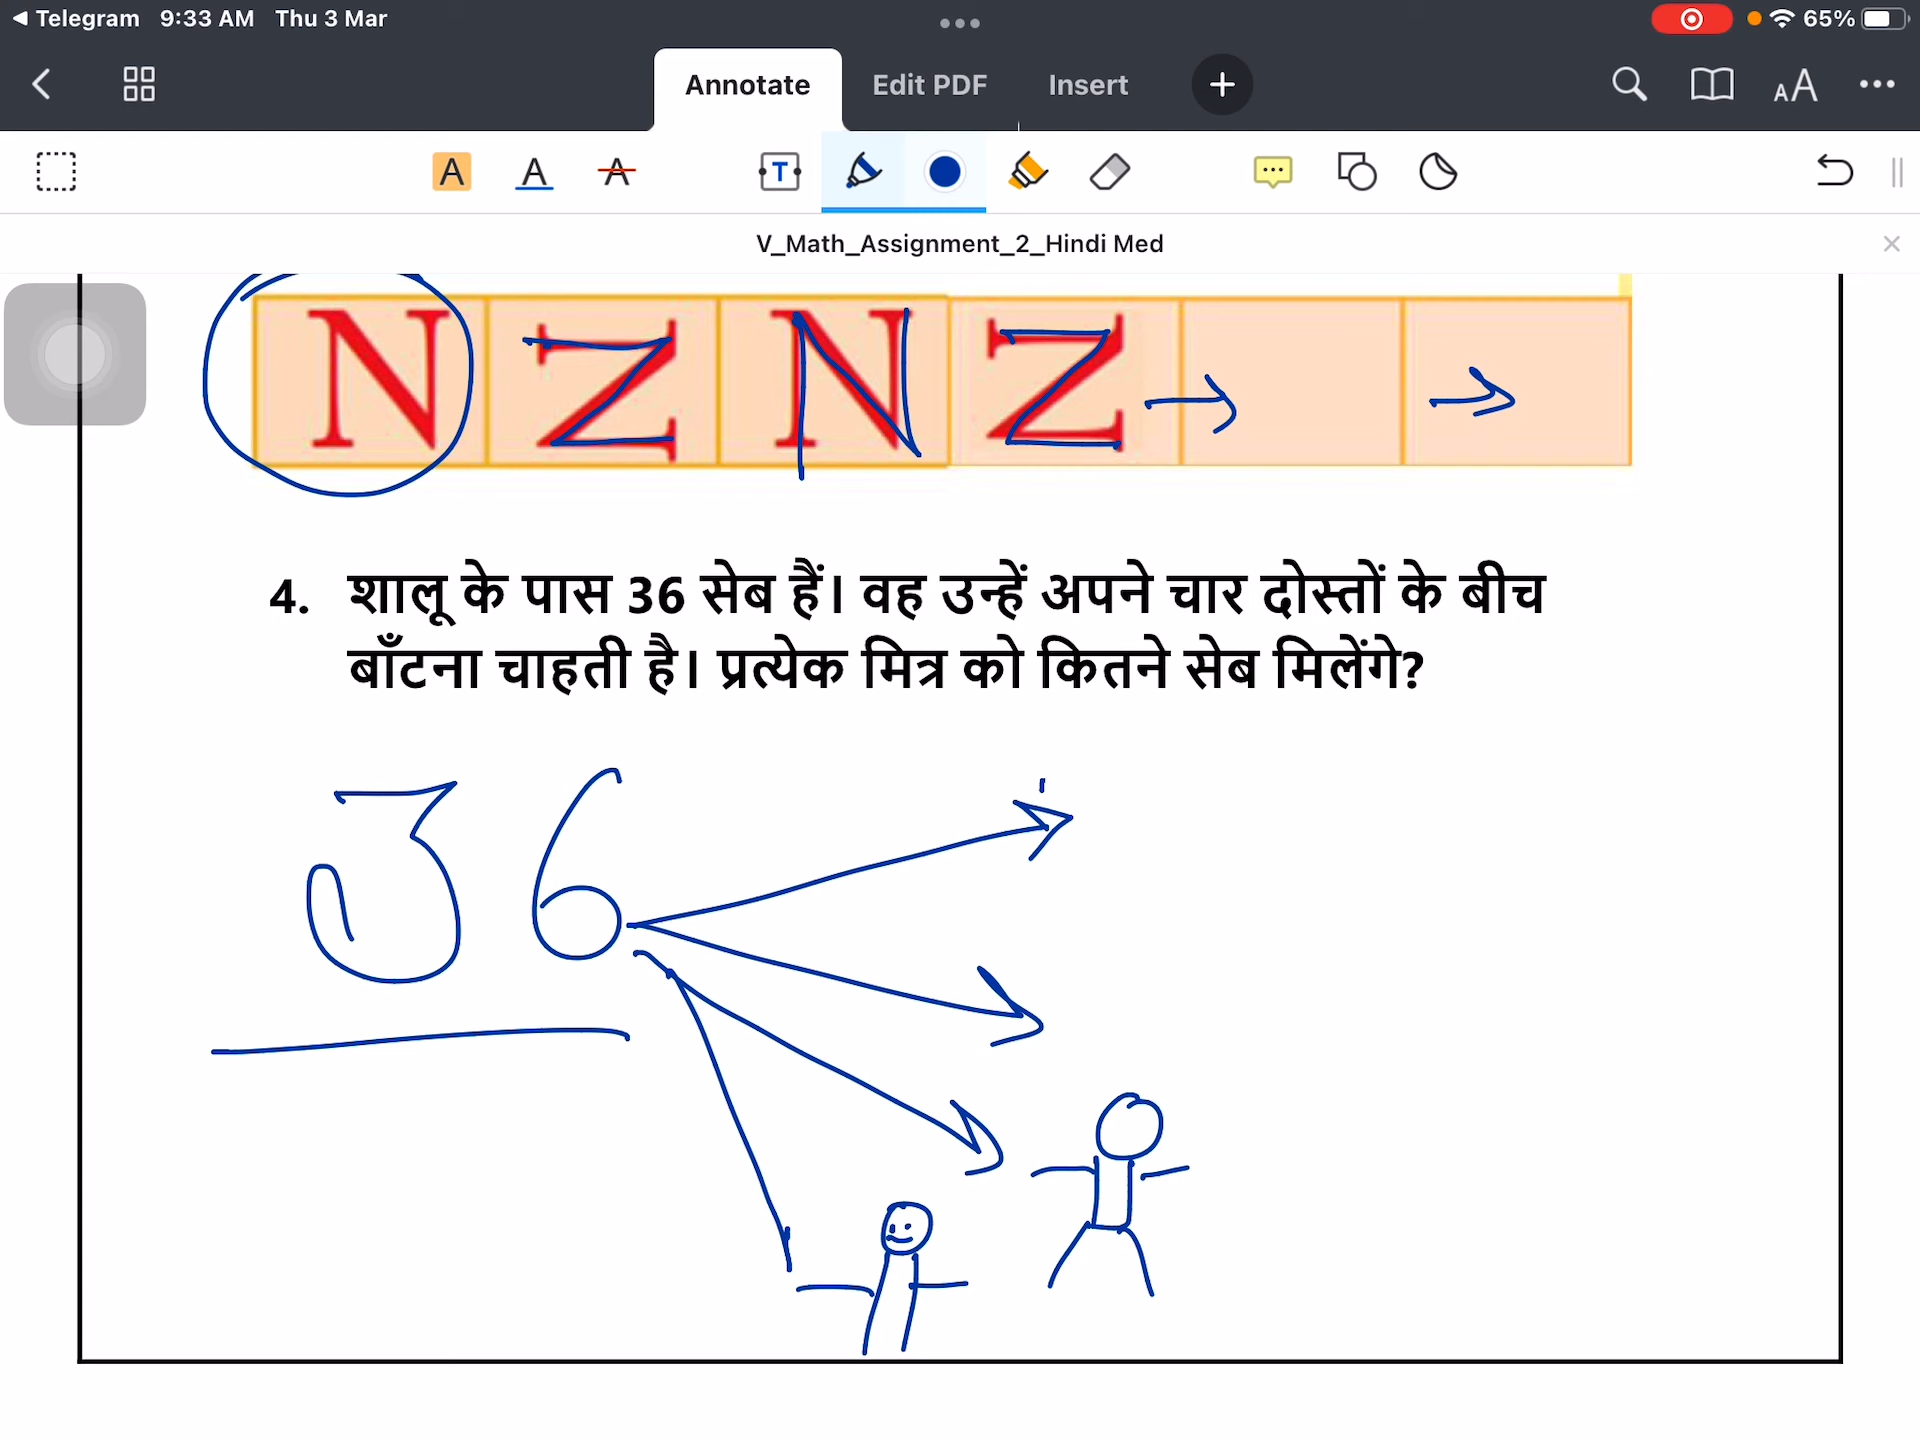 Telegram 9:33 AM Thu 3 Mar 65%
Annotate Edit PDF Insert
V_Math_Assignment_2_Hindi Med
N Z N Z
4. शालू के पास 36 सेब हैं। वह उन्हें अपने चार दोस्तों के बीच
बाँटना चाहती है। प्रत्येक मित्र को कितने सेब मिलेंगे?
36